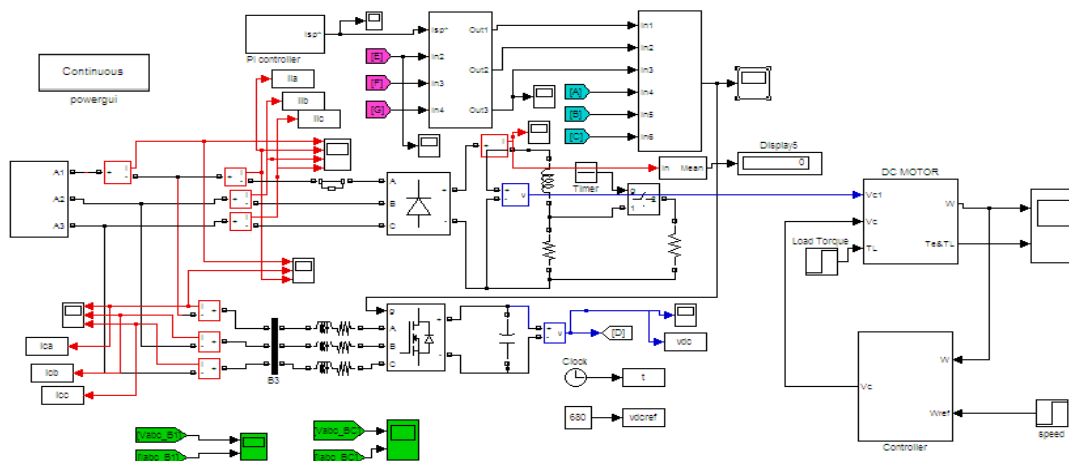 Continuous
powergui
Isp~
PI controller
IIa
IIb
IIc
[E]
[F]
[G]
Isp~
In2
In3
In4
Out1
Out2
Out3
[A]
[B]
[C]
In1
In2
In3
In4
In5
In6
Display5
0
In Mean
Timer
g
1 2
A1
A2
A3
A
B
C
+
-
v
DC MOTOR
Vc1
Vc
TL
W
Te&TL
Load Torque
Ica
Icb
Icc
B3
g
A
B
C
+
-
v
[D]
vdc
Clock
t
680
vdcref
W
Vc
Wref
Controller
speed
[Vabc_B1]
[Iabc_B1]
[Vabc_BC]
[Iabc_BC]